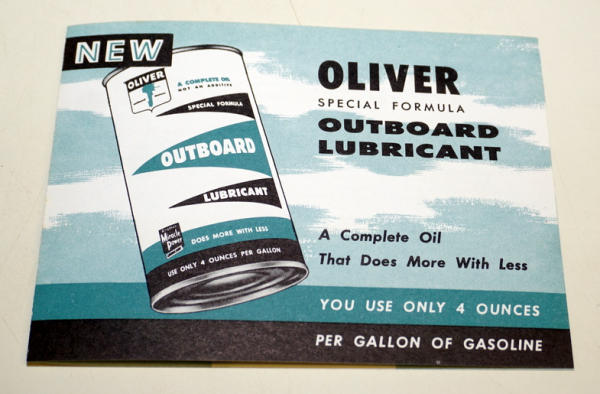 NEW
OLIVER
A COMPLETE OIL
NOT AN ADDITIVE
SPECIAL FORMULA
OUTBOARD
LUBRICANT
Miracle
Power
DOES MORE WITH LESS
USE ONLY 4 OUNCES PER GALLON
OLIVER
SPECIAL FORMULA
OUTBOARD
LUBRICANT
A Complete Oil
That Does More With Less
YOU USE ONLY 4 OUNCES
PER GALLON OF GASOLINE